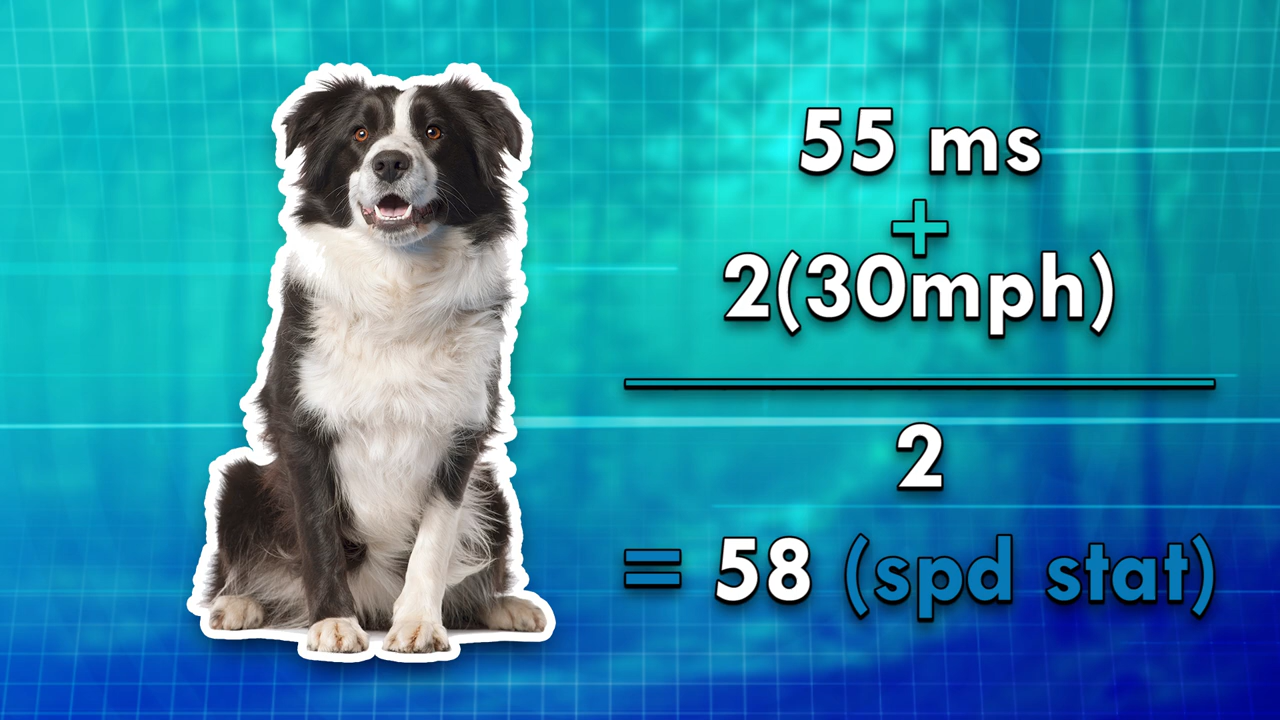 55 ms
+
2(30mph)
2
= 58 (spd stat)